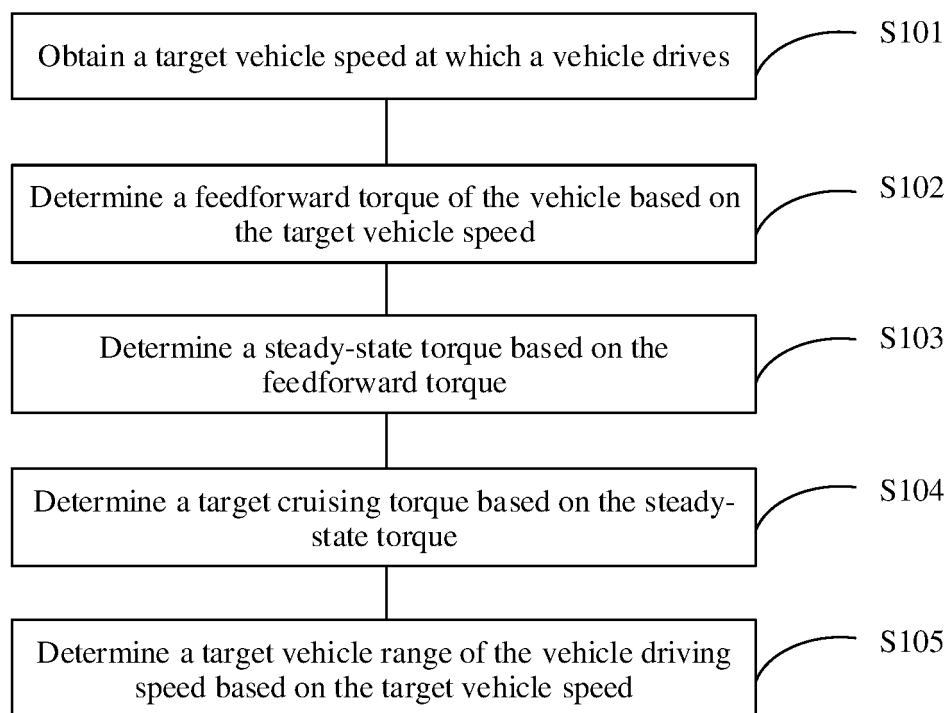 Obtain a target vehicle speed at which a vehicle drives
S101
Determine a feedforward torque of the vehicle based on
the target vehicle speed
S102
Determine a steady-state torque based on the
feedforward torque
S103
Determine a target cruising torque based on the steady-
state torque
S104
Determine a target vehicle range of the vehicle driving
speed based on the target vehicle speed
S105